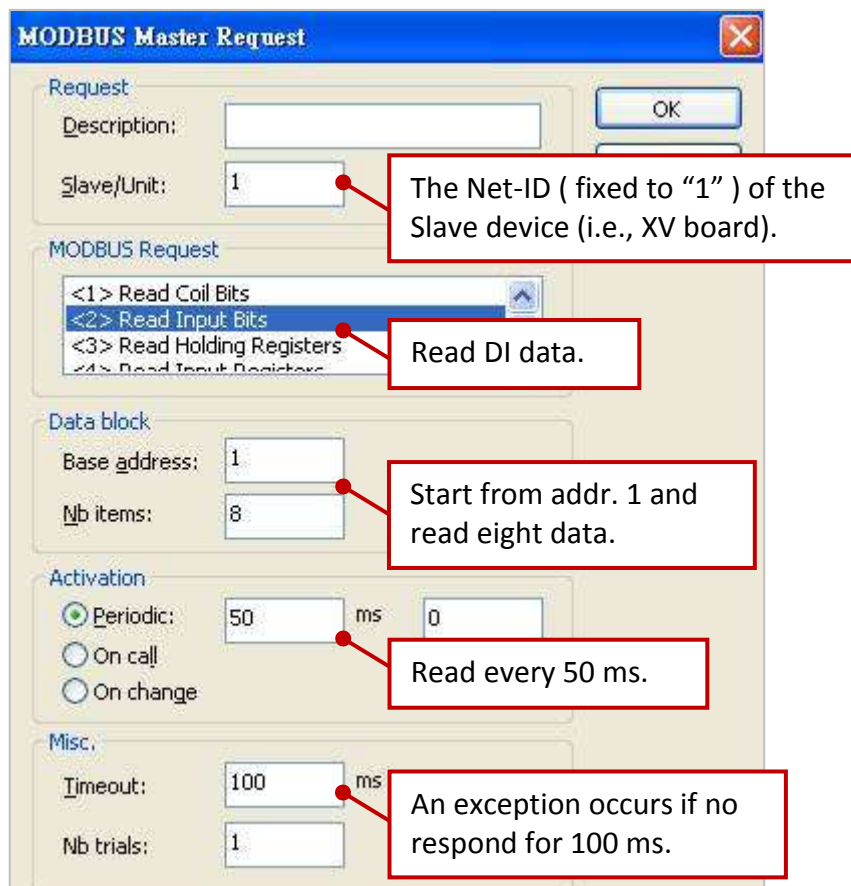 MODBUS Master Request
Request
Description:
OK
Slave/Unit: 1
The Net-ID ( fixed to “1” ) of the
Slave device (i.e., XV board).
MODBUS Request
<1> Read Coil Bits
<2> Read Input Bits
<3> Read Holding Registers
<4> Read Input Registers
Read DI data.
Data block
Base address: 1
Nb items: 8
Start from addr. 1 and
read eight data.
Activation
Periodic: 50 ms 0
On call
On change
Read every 50 ms.
Misc.
Timeout: 100 ms
Nb trials: 1
An exception occurs if no
respond for 100 ms.